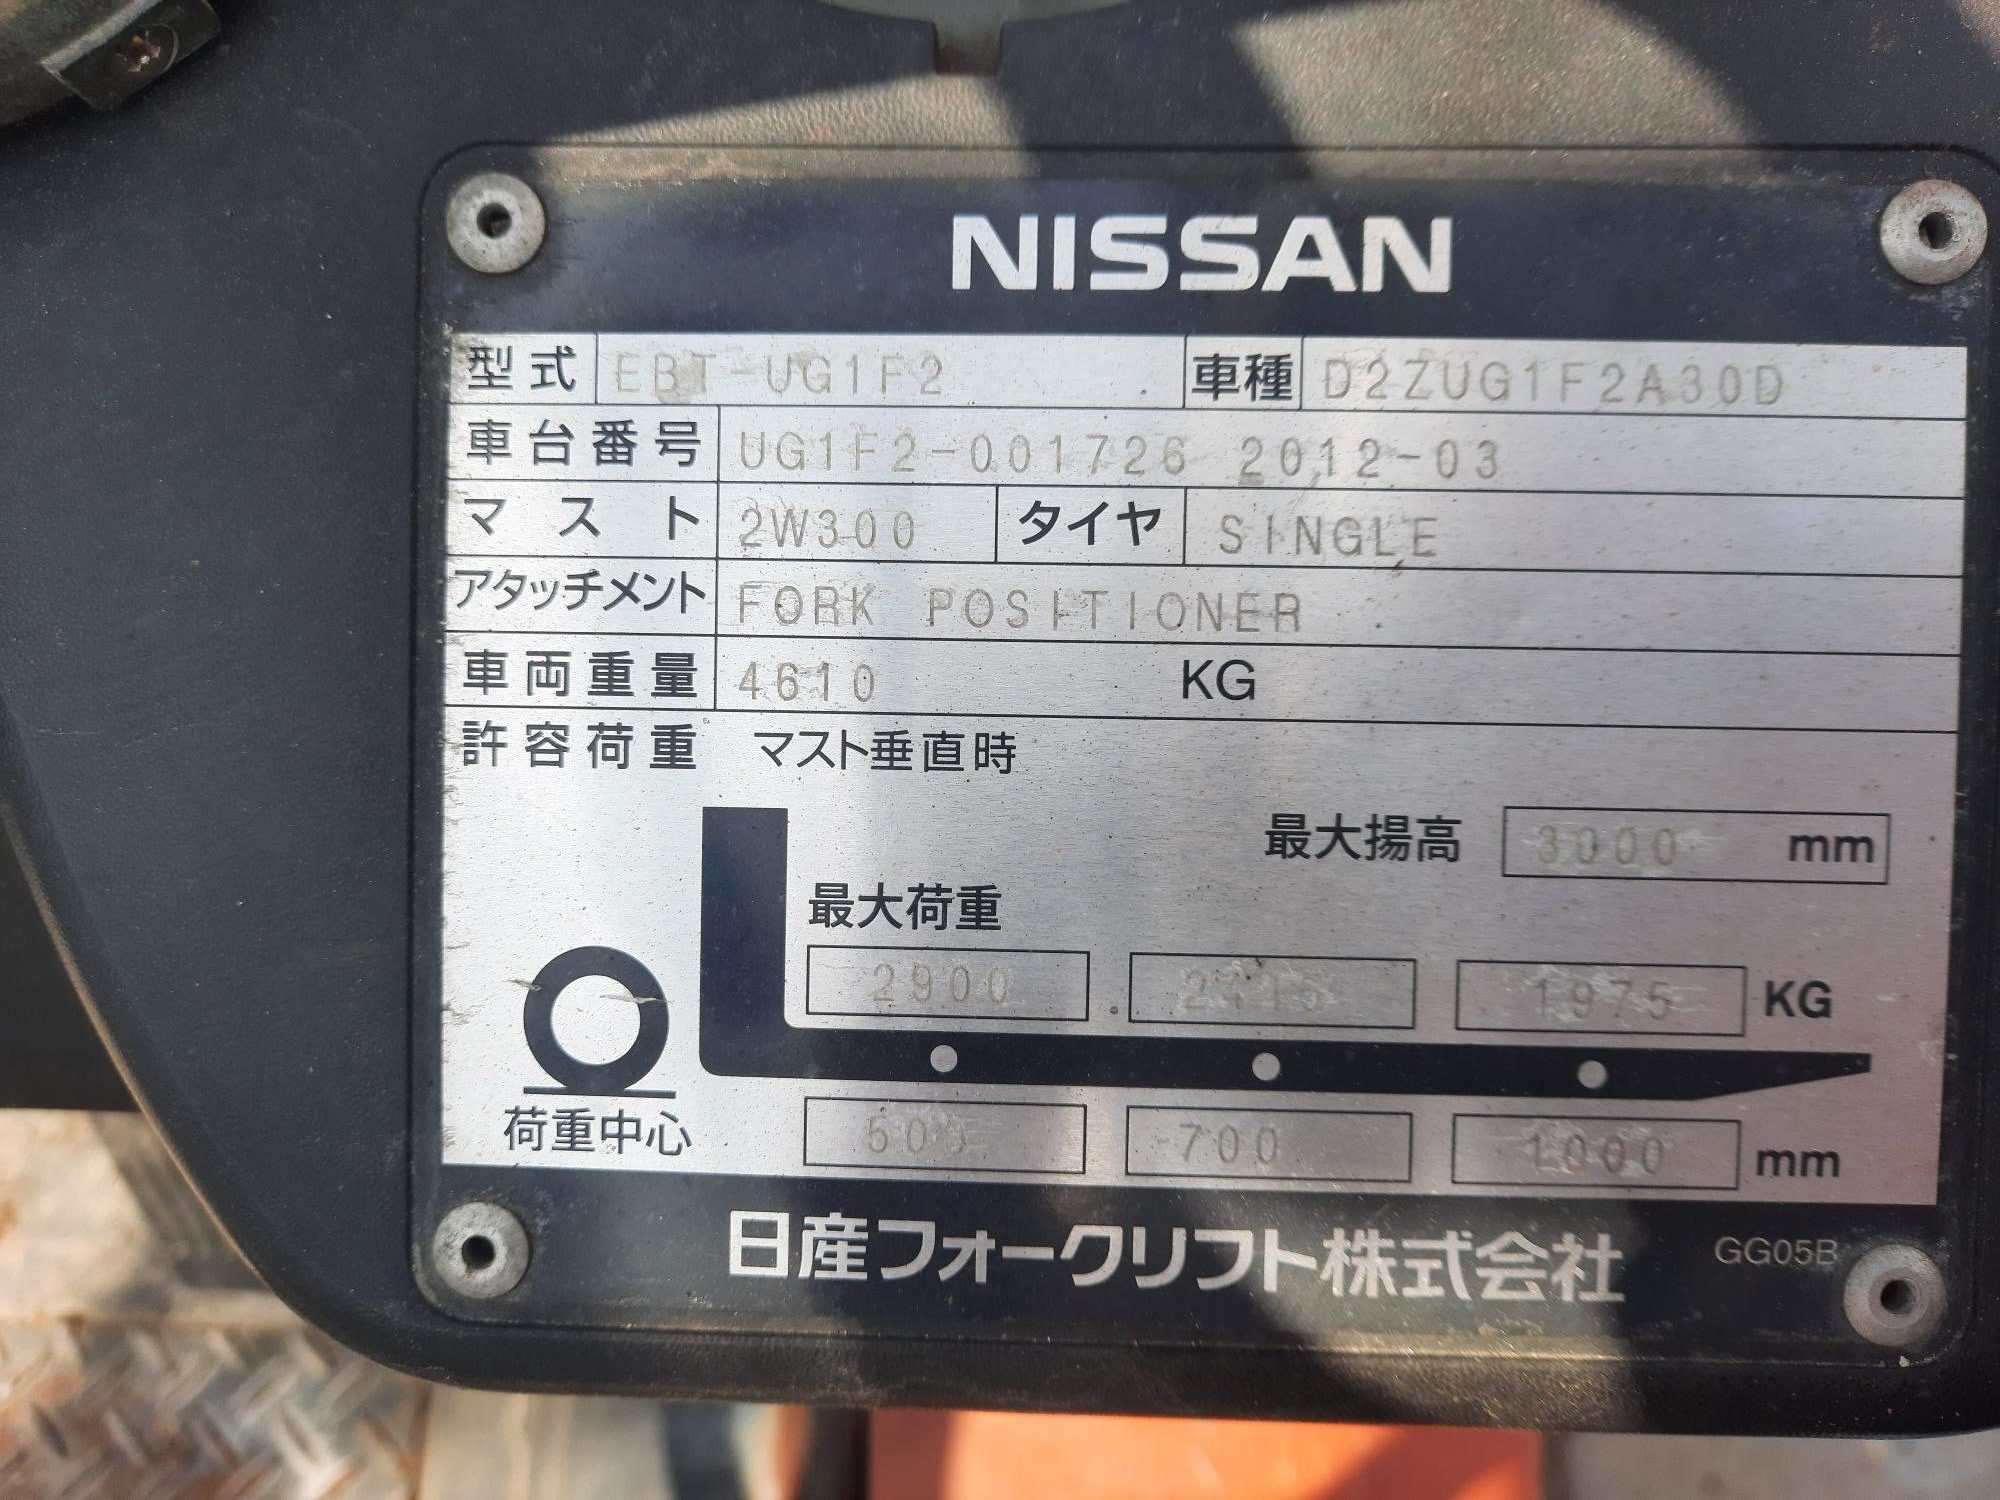 NISSAN
型式 EBT-UG1F2 車種 D2ZUG1F2A30D
車台番号 UG1F2-001726 2012-03
マスト 2W300 タイヤ SINGLE
アタッチメント FORK POSITIONER
車両重量 4610 KG
許容荷重 マスト垂直時
最大揚高 3000 mm
最大荷重
2900 1975 KG
荷重中心 500 700 1000 mm
日産フォークリフト株式会社 GG05B